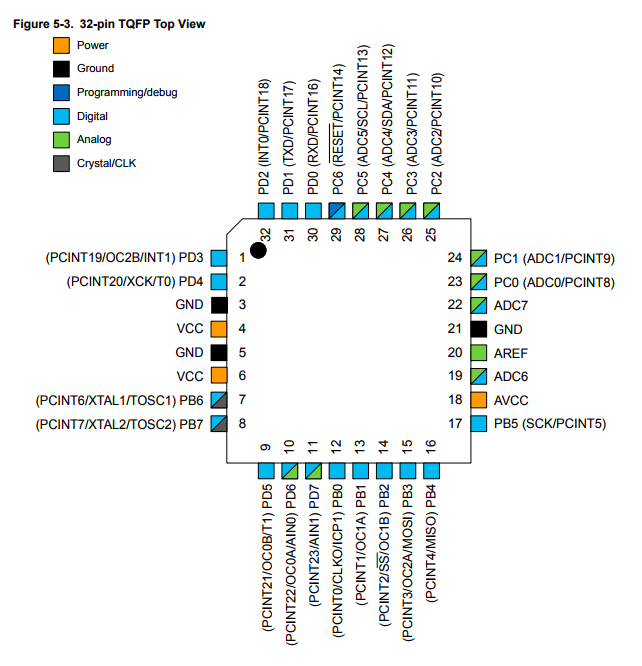 Figure 5-3. 32-pin TQFP Top View
Power
Ground
Programming/debug
Digital
Analog
Crystal/CLK
PD2 (INT0/PCINT18)
PD1 (TXD/PCINT17)
PD0 (RXD/PCINT16)
PC6 (RESET/PCINT14)
PC5 (ADC5/SCL/PCINT13)
PC4 (ADC4/SDA/PCINT12)
PC3 (ADC3/PCINT11)
PC2 (ADC2/PCINT10)
32 31 30 29 28 27 26 25
(PCINT19/OC2B/INT1) PD3 1
(PCINT20/XCK/T0) PD4 2
GND 3
VCC 4
GND 5
VCC 6
(PCINT6/XTAL1/TOSC1) PB6 7
(PCINT7/XTAL2/TOSC2) PB7 8
24 PC1 (ADC1/PCINT9)
23 PC0 (ADC0/PCINT8)
22 ADC7
21 GND
20 AREF
19 ADC6
18 AVCC
17 PB5 (SCK/PCINT5)
9 10 11 12 13 14 15 16
(PCINT21/OC0B/T1) PD5
(PCINT22/OC0A/AIN0) PD6
(PCINT23/AIN1) PD7
(PCINT0/CLKO/ICP1) PB0
(PCINT1/OC1A) PB1
(PCINT2/SS/OC1B) PB2
(PCINT3/OC2A/MOSI) PB3
(PCINT4/MISO) PB4